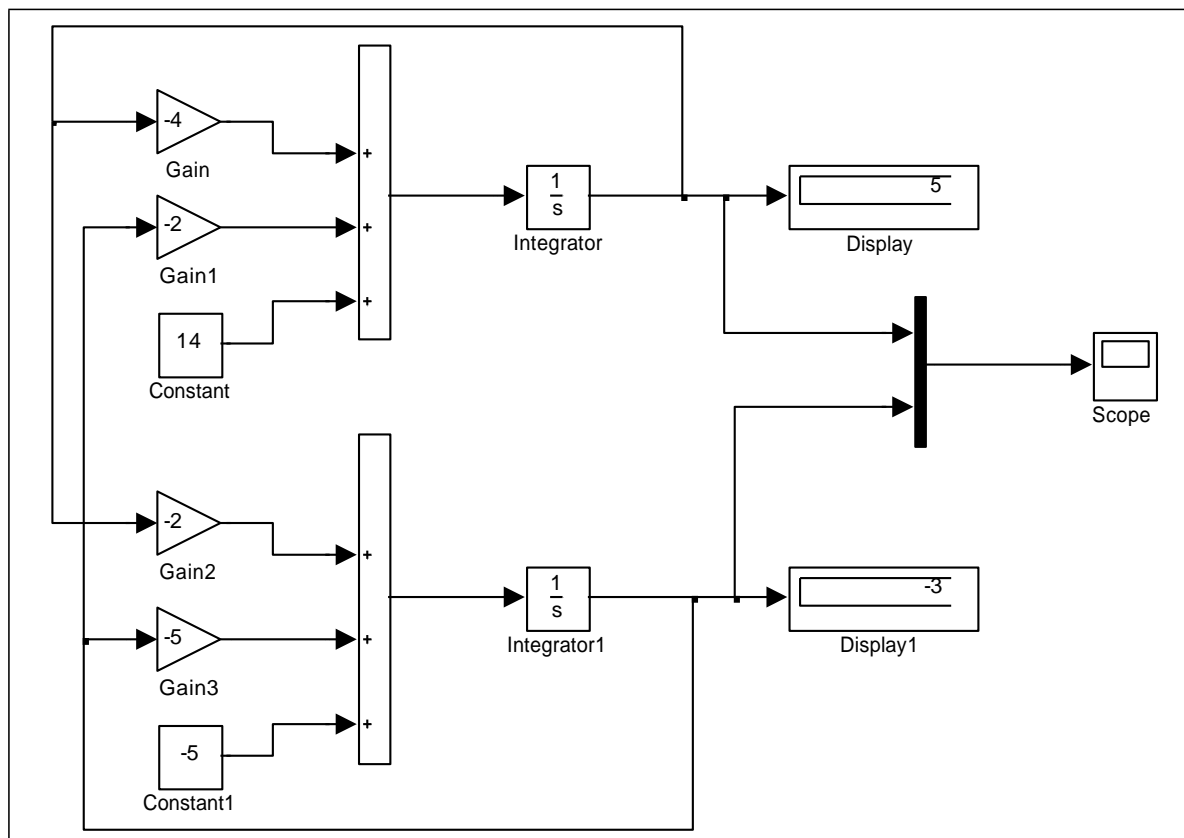 -4
+
Gain
1
s
5
-2
+
Integrator
Display
Gain1
+
14
Constant
Scope
-2
+
Gain2
1
s
-3
-5
+
Integrator1
Display1
Gain3
+
-5
Constant1